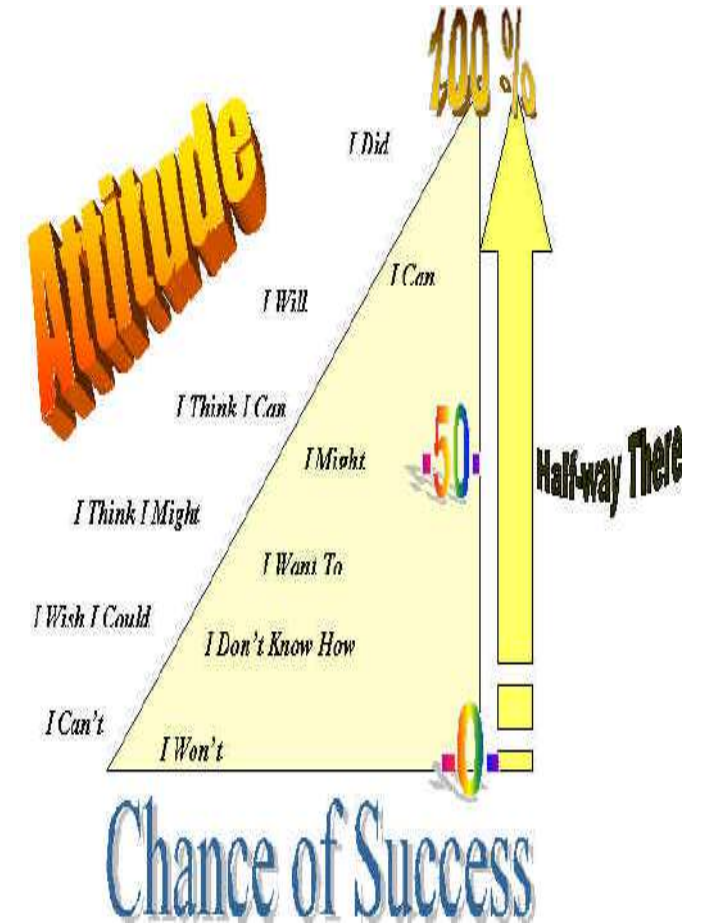 100 %
I Did
Attitude
I Can
I Will
I Think I Can
-50-
I Might
Half-way There
I Think I Might
I Want To
I Wish I Could
I Don't Know How
I Can't
I Won't
-0-
Chance of Success